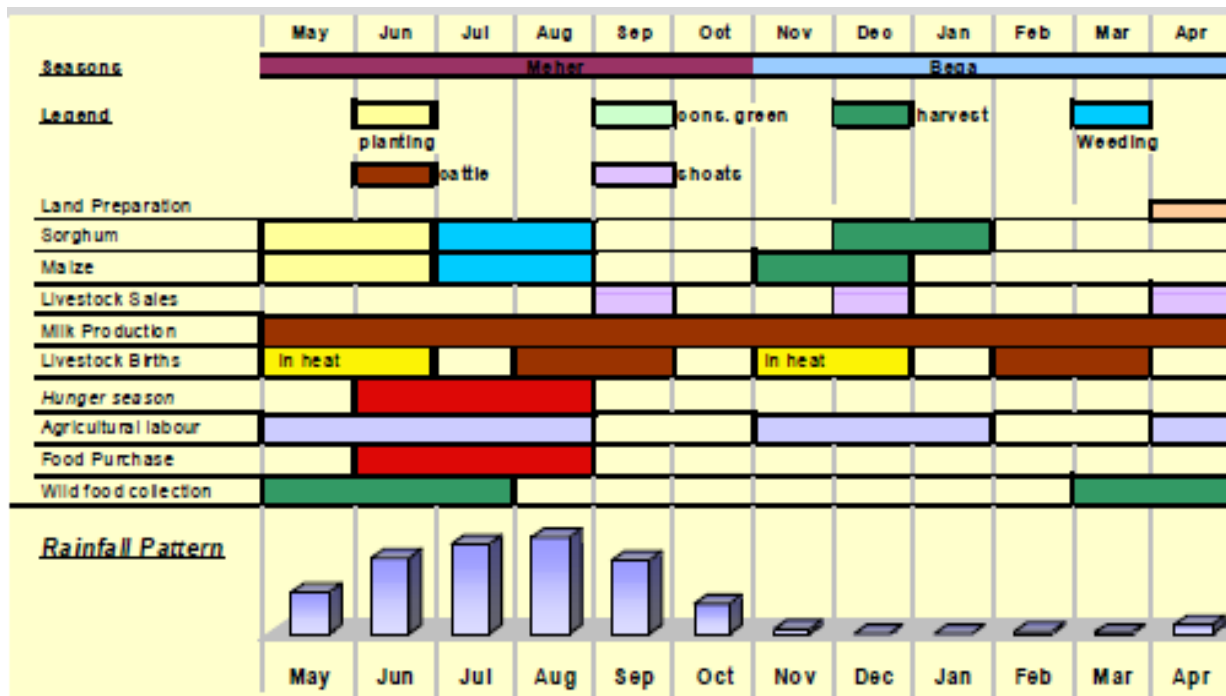 May Jun Jul Aug Sep Oct Nov Dec Jan Feb Mar Apr
Seasons Meher Bega
Legend cons. green harvest
planting Weeding
cattle shoats
Land Preparation
Sorghum
Maize
Livestock Sales
Milk Production
Livestock Births In heat In heat
Hunger season
Agricultural labour
Food Purchase
Wild food collection
Rainfall Pattern
May Jun Jul Aug Sep Oct Nov Dec Jan Feb Mar Apr